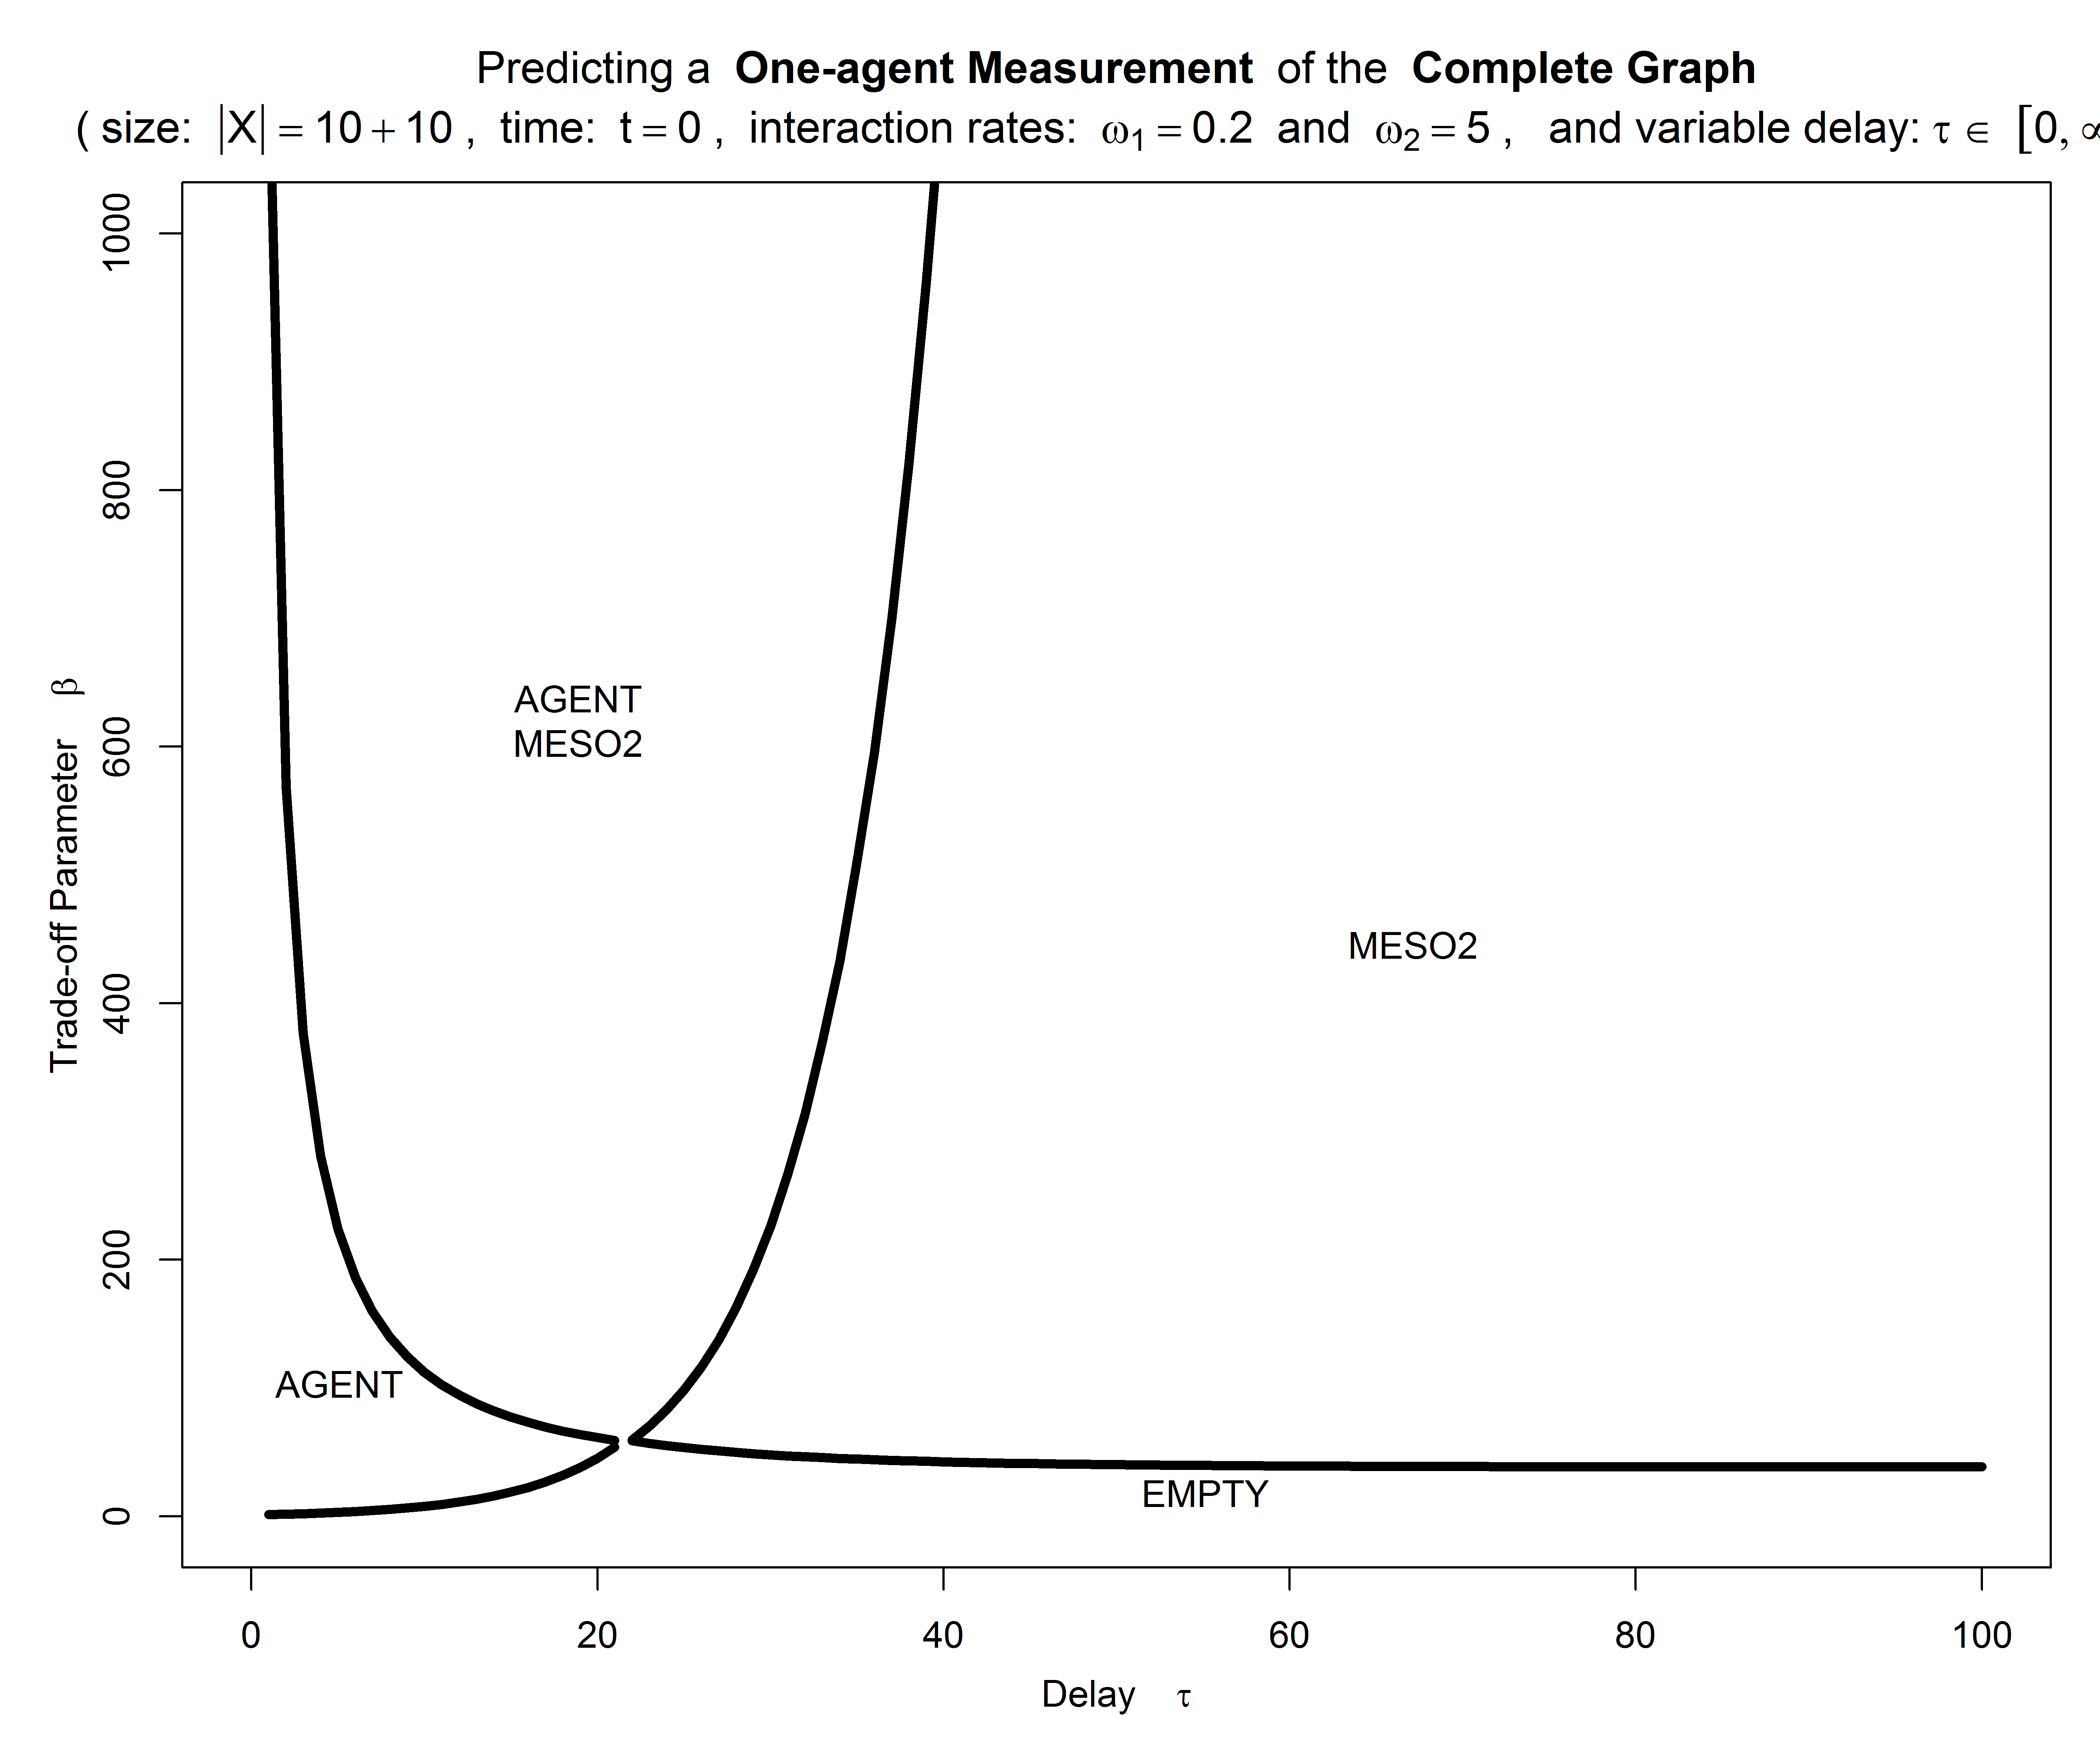 Predicting a One-agent Measurement of the Complete Graph
( size: |X| = 10 + 10 , time: t = 0 , interaction rates: ω1 = 0.2 and ω2 = 5 , and variable delay: τ ∈ [0, ∞
1000
800
600
400
200
0
Trade-off Parameter β
AGENT
MESO2
MESO2
AGENT
EMPTY
0 20 40 60 80 100
Delay τ